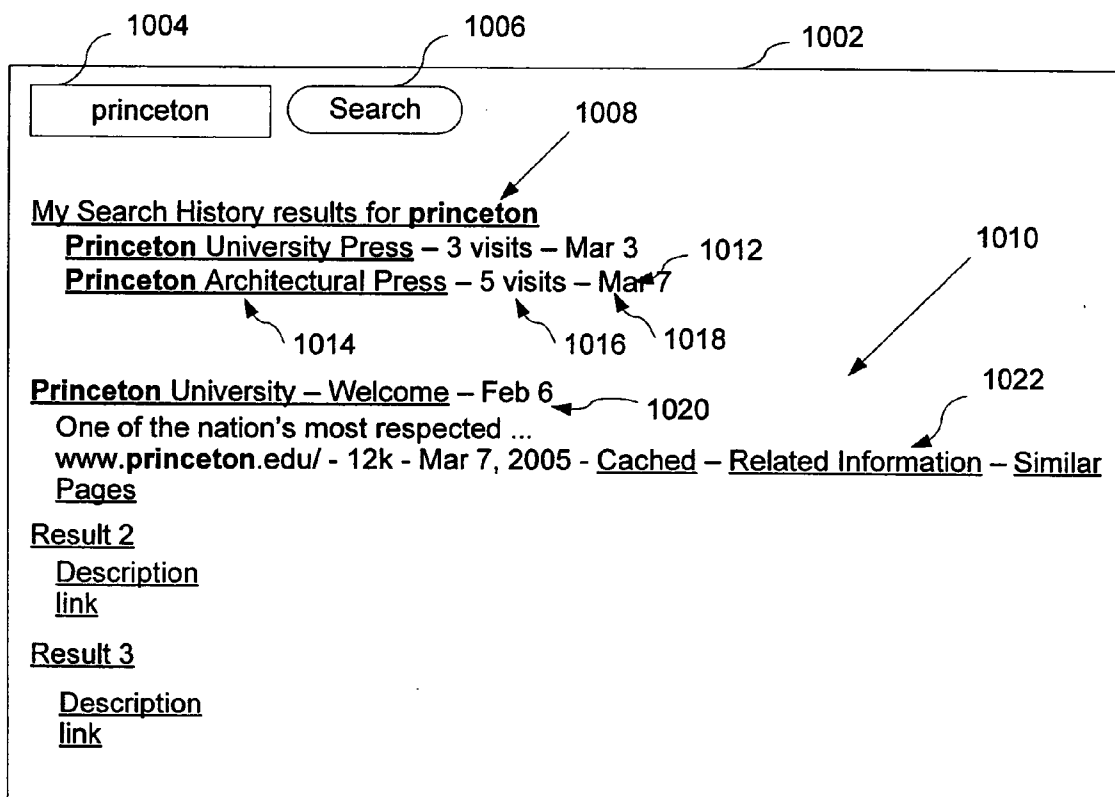 1004
1006
1002
princeton
Search
1008
My Search History results for princeton
Princeton University Press – 3 visits – Mar 3
1012
1010
Princeton Architectural Press – 5 visits – Mar 7
1014
1016
1018
1022
Princeton University – Welcome – Feb 6
1020
One of the nation's most respected ...
www.princeton.edu/ - 12k - Mar 7, 2005 - Cached – Related Information – Similar
Pages
Result 2
Description
link
Result 3
Description
link